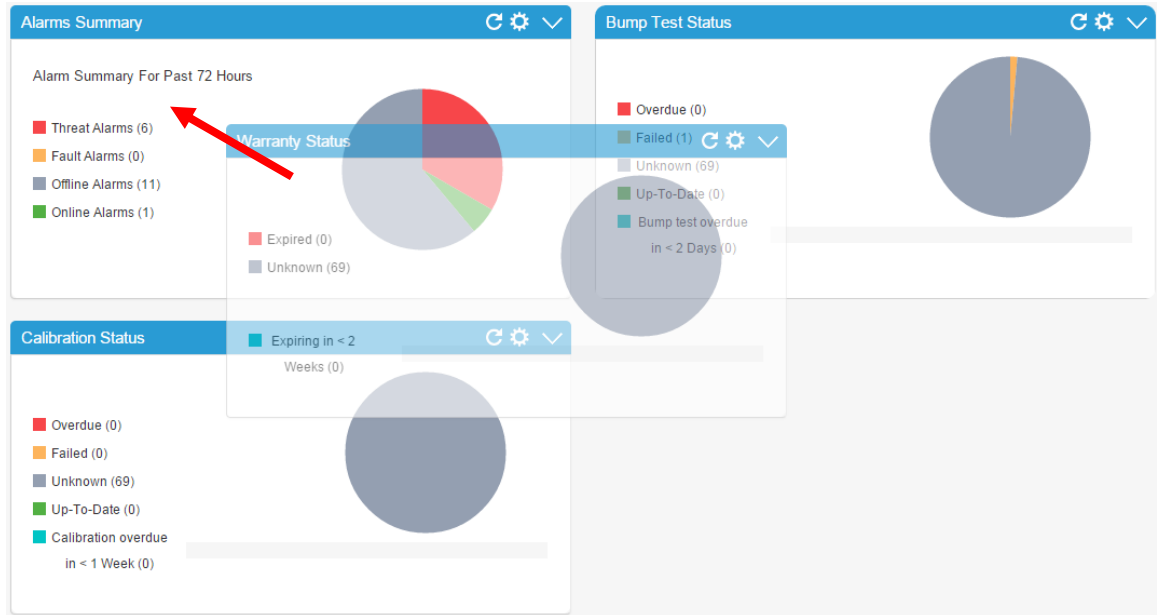 Alarms Summary
Alarm Summary For Past 72 Hours
Threat Alarms (6)
Fault Alarms (0)
Offline Alarms (11)
Online Alarms (1)
Bump Test Status
Overdue (0)
Failed (1)
Unknown (69)
Up-To-Date (0)
Bump test overdue
in < 2 Days (0)
Warranty Status
Expired (0)
Unknown (69)
Expiring in < 2
Weeks (0)
Calibration Status
Overdue (0)
Failed (0)
Unknown (69)
Up-To-Date (0)
Calibration overdue
in < 1 Week (0)